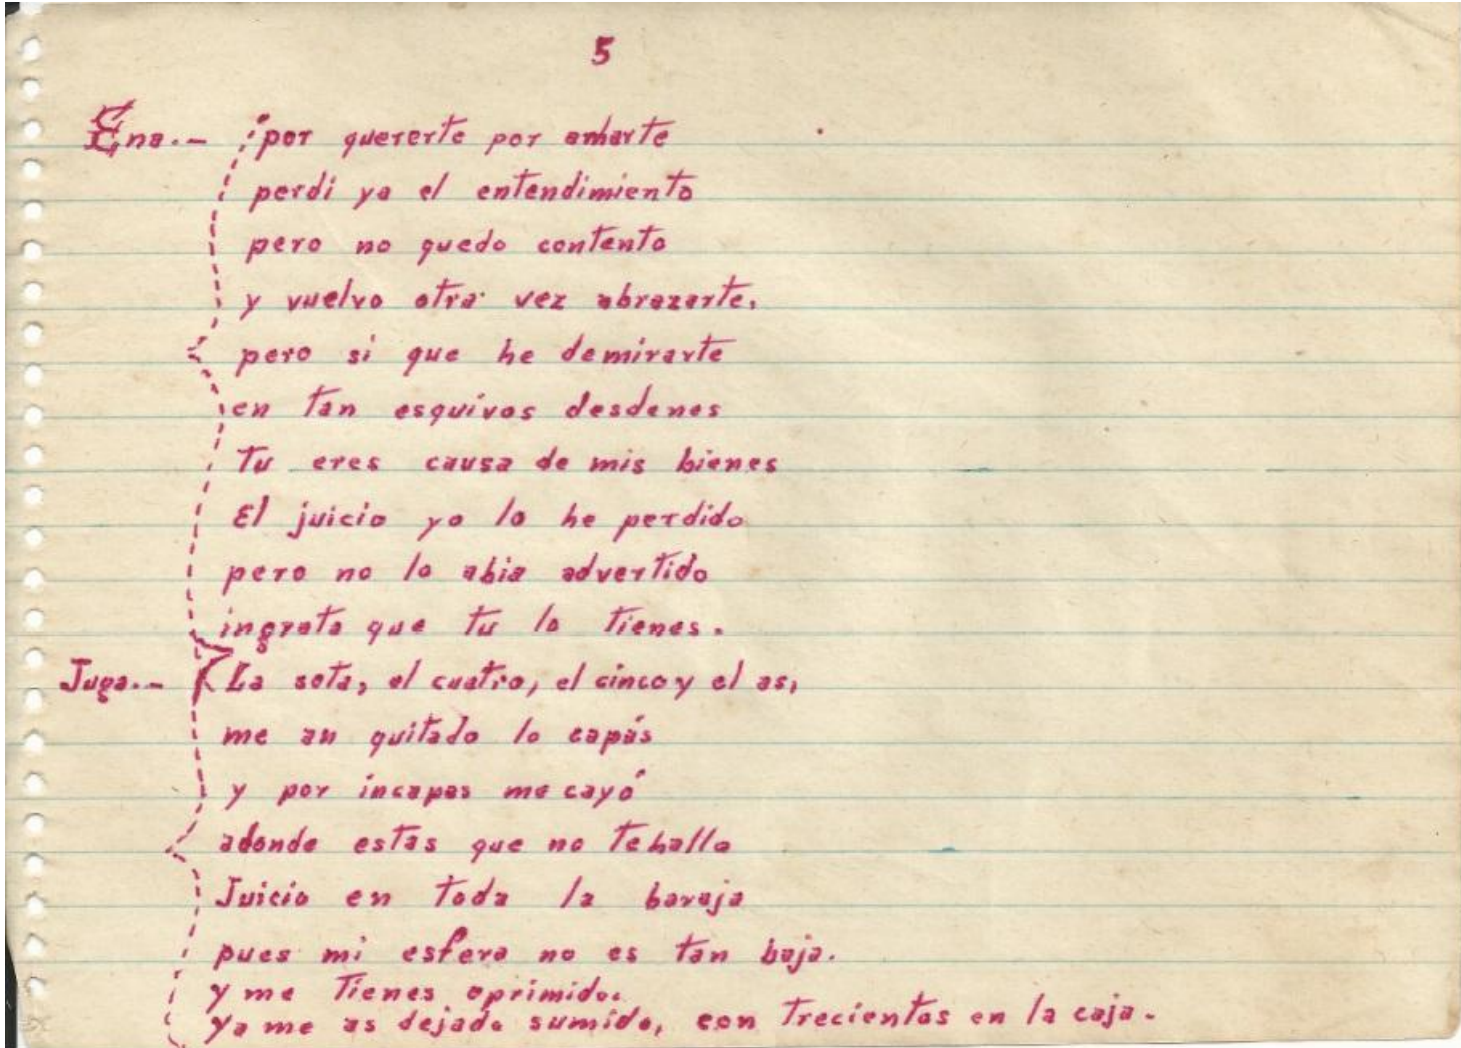 5
Ena.- por quererte por amarte
perdi ya el entendimiento
pero no quedo contento
y vuelvo otra vez abrazarte.
pero si que he demirarte
en tan esquivos desdenes
Tu eres causa de mis bienes
El juicio yo lo he perdido
pero no lo abia advertido
ingrata que tu lo tienes.
Juga.- La sota, el cuatro, el cinco y el as,
me an quitado lo capás
y por incapas me cayó
adonde estas que no te hallo
Juicio en toda la baraja
pues mi esfera no es tan baja.
y me tienes oprimido.
ya me as dejado sumido, con trecientos en la caja.